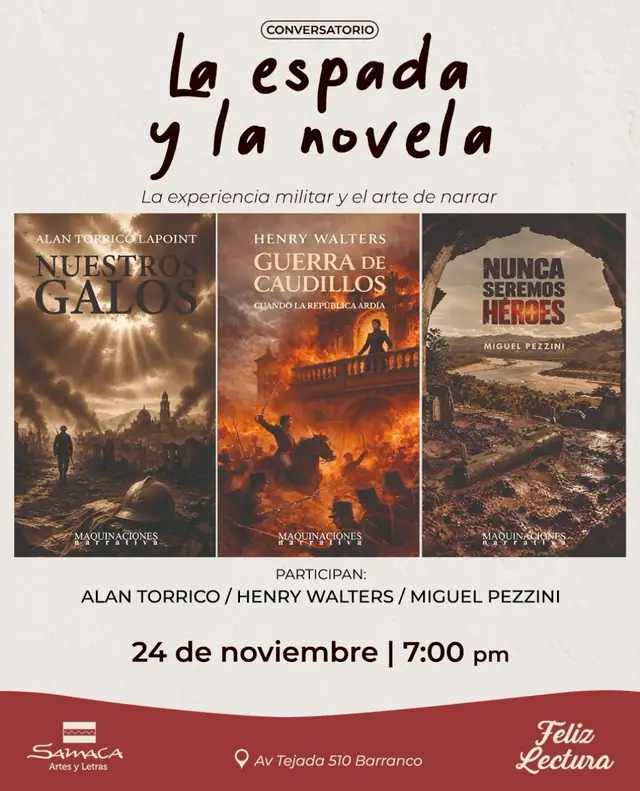 CONVERSATORIO
La espada
y la novela
La experiencia militar y el arte de narrar
ALAN TORRICO LAPOINT
NUESTROS
GALOS
MAQUINACIONES
narrativa
HENRY WALTERS
GUERRA DE
CAUDILLOS
CUANDO LA REPÚBLICA ARDÍA
MAQUINACIONES
narrativa
NUNCA
SEREMOS
HÉROES
MIGUEL PEZZINI
MAQUINACIONES
narrativa
PARTICIPAN:
ALAN TORRICO / HENRY WALTERS / MIGUEL PEZZINI
24 de noviembre | 7:00 pm
SAMACA
Artes y Letras
Av Tejada 510 Barranco
Feliz
Lectura